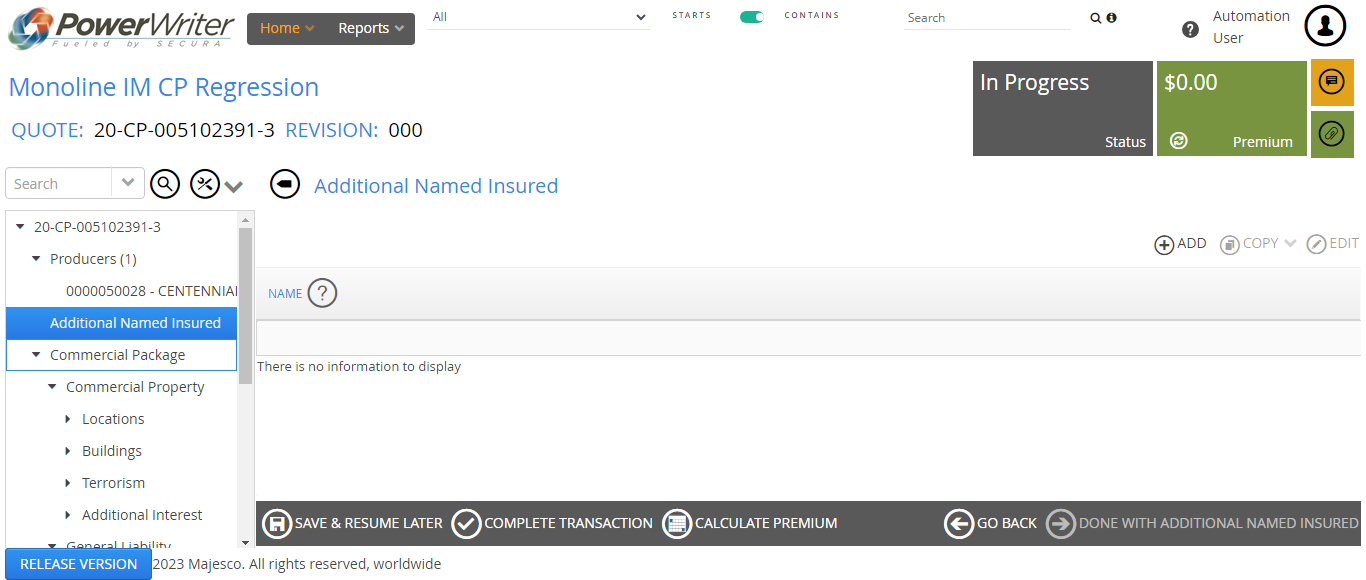 PowerWriter
Fueled by SECURA
Home
Reports
All
STARTS
CONTAINS
Search
Automation
User
Monoline IM CP Regression
QUOTE: 20-CP-005102391-3 REVISION: 000
In Progress
Status
$0.00
Premium
Search
Additional Named Insured
20-CP-005102391-3
Producers (1)
0000050028 - CENTENNIAL
Additional Named Insured
Commercial Package
Commercial Property
Locations
Buildings
Terrorism
Additional Interest
General Liability
ADD
COPY
EDIT
NAME
There is no information to display
SAVE & RESUME LATER
COMPLETE TRANSACTION
CALCULATE PREMIUM
GO BACK
DONE WITH ADDITIONAL NAMED INSURED
RELEASE VERSION
2023 Majesco. All rights reserved, worldwide